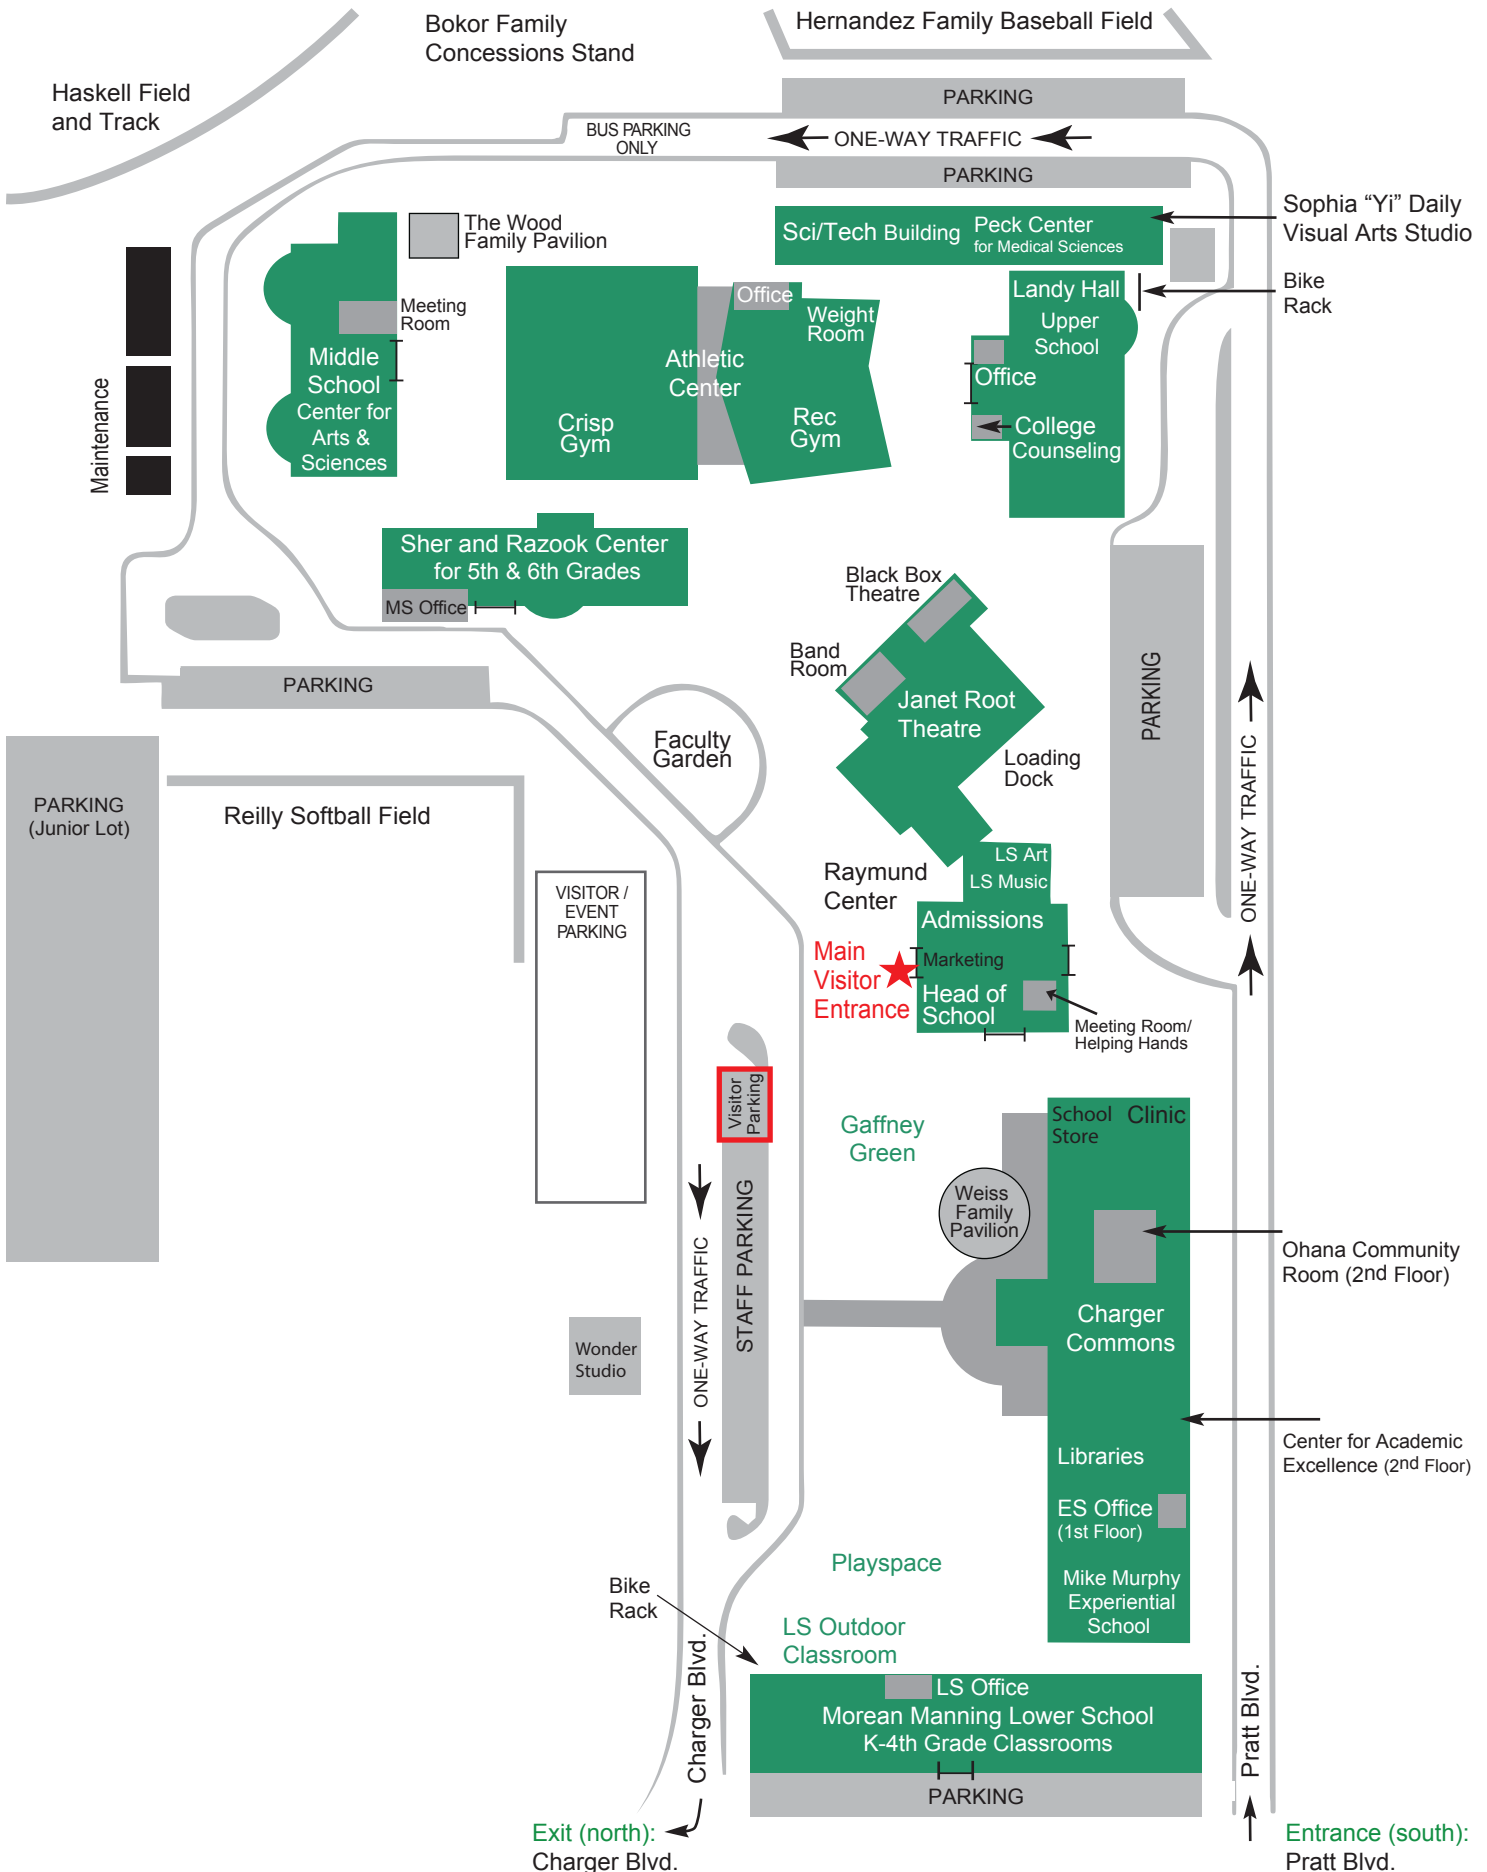 Bokor Family
Concessions Stand
Hernandez Family Baseball Field
Haskell Field
and Track
PARKING
BUS PARKING
ONLY
ONE-WAY TRAFFIC
PARKING
Sophia “Yi” Daily
Visual Arts Studio
The Wood
Family Pavilion
Sci/Tech Building
Peck Center
for Medical Sciences
Bike
Rack
Landy Hall
Upper
School
Office
College
Counseling
Office
Weight
Room
Athletic
Center
Crisp
Gym
Rec
Gym
Meeting
Room
Middle
School
Center for
Arts &
Sciences
Maintenance
Sher and Razook Center
for 5th & 6th Grades
MS Office
Black Box
Theatre
Band
Room
Janet Root
Theatre
Loading
Dock
PARKING
PARKING
ONE-WAY TRAFFIC
Faculty
Garden
PARKING
(Junior Lot)
Reilly Softball Field
VISITOR /
EVENT
PARKING
Raymund
Center
LS Art
LS Music
Admissions
Main
Visitor
Entrance
Marketing
Head of
School
Meeting Room/
Helping Hands
Visitor
Parking
Gaffney
Green
School
Store
Clinic
Weiss
Family
Pavilion
Ohana Community
Room (2nd Floor)
STAFF PARKING
ONE-WAY TRAFFIC
Charger
Commons
Wonder
Studio
Center for Academic
Excellence (2nd Floor)
Libraries
ES Office
(1st Floor)
Playspace
Mike Murphy
Experiential
School
Bike
Rack
LS Outdoor
Classroom
Charger Blvd.
Pratt Blvd.
LS Office
Morean Manning Lower School
K-4th Grade Classrooms
PARKING
Exit (north):
Charger Blvd.
Entrance (south):
Pratt Blvd.